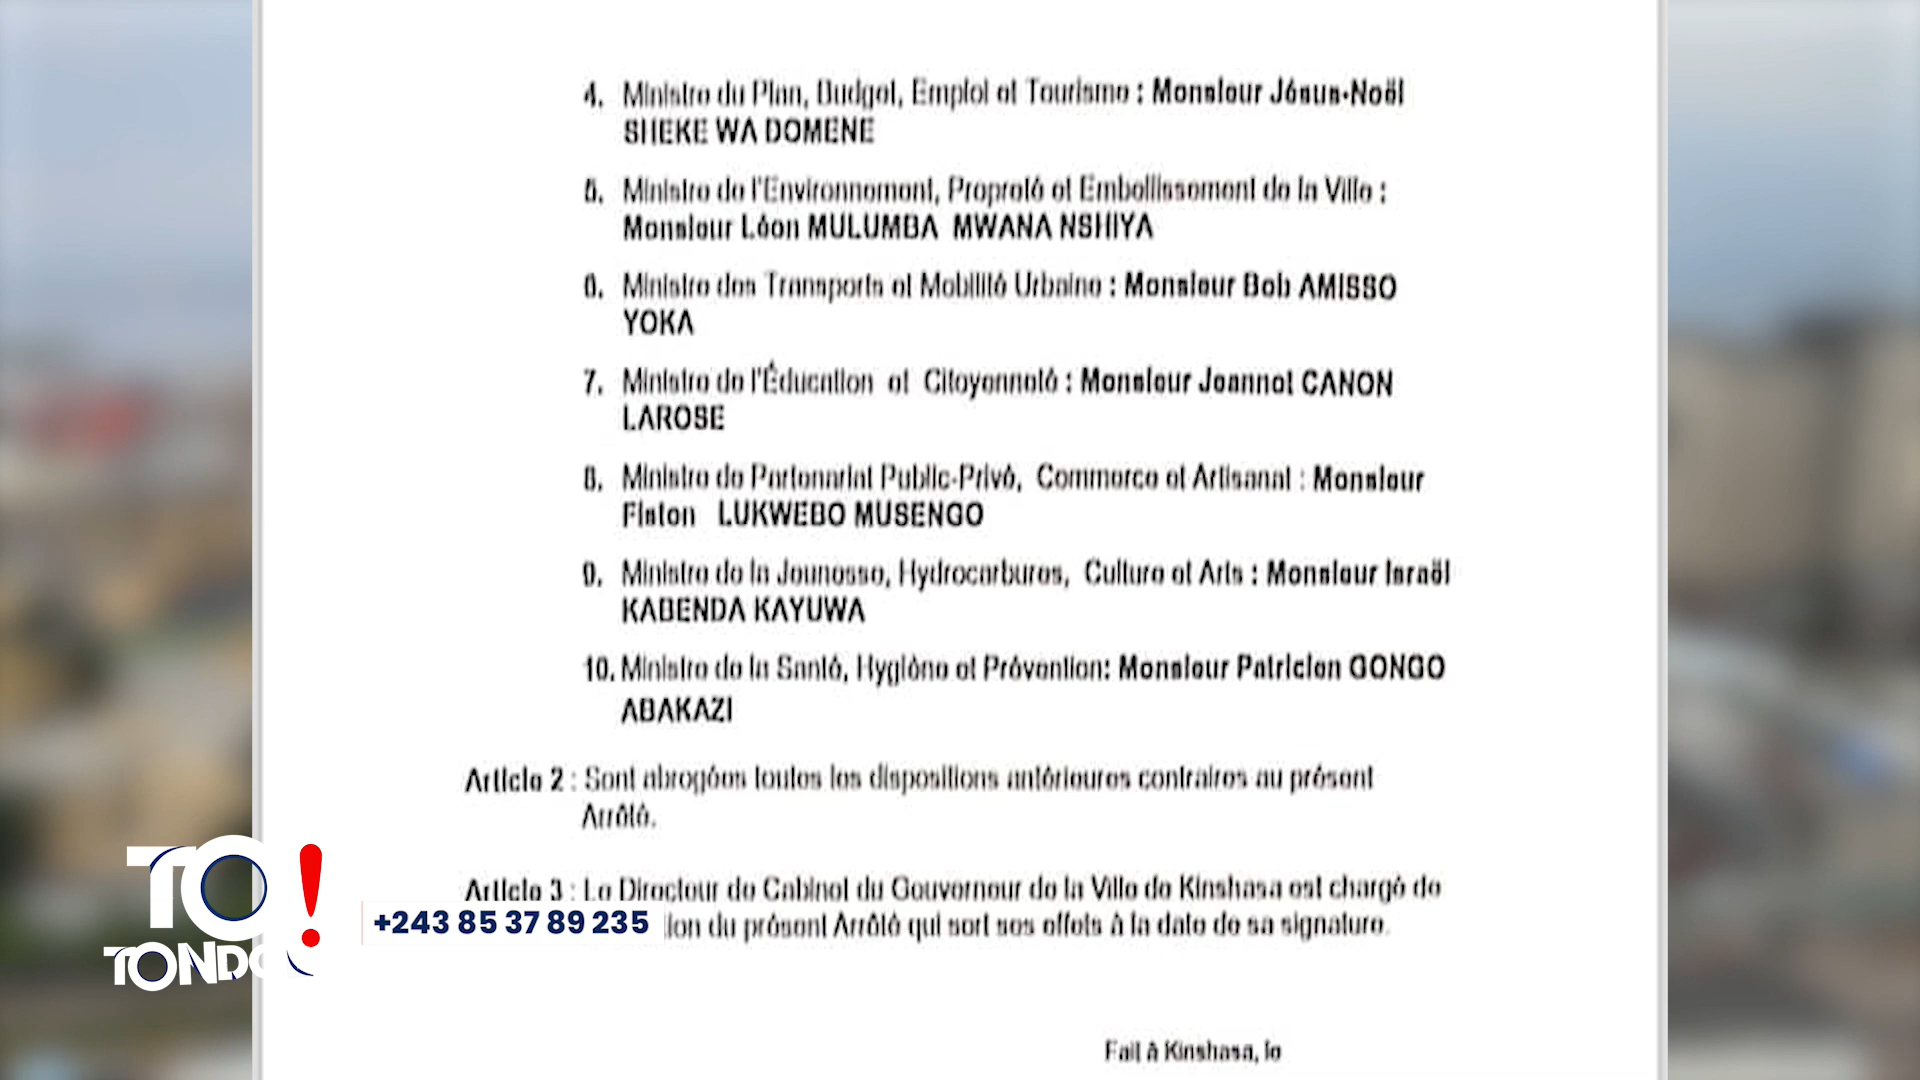 4. Ministre du Plan, Budget, Emploi et Tourisme : Monsieur Jésus-Noël
SHEKE WA DOMENE
5. Ministre de l'Environnement, Propreté et Embellissement de la Ville :
Monsieur Léon MULUMBA MWANA NSHIYA
6. Ministre des Transports et Mobilité Urbaine : Monsieur Bob AMISSO
YOKA
7. Ministre de l'Éducation et Citoyenneté : Monsieur Jeannot CANON
LAROSE
8. Ministre de Partenariat Public-Privé, Commerce et Artisanat : Monsieur
Fiston LUKWEBO MUSENGO
9. Ministre de la Jeunesse, Hydrocarbures, Culture et Arts : Monsieur Israël
KABENDA KAYUWA
10. Ministre de la Santé, Hygiène et Prévention: Monsieur Patricien GONGO
ABAKAZI
Article 2 : Sont abrogées toutes les dispositions antérieures contraires au présent
Arrêté.
Article 3 : Le Directeur de Cabinet du Gouverneur de la Ville de Kinshasa est chargé de
du présent Arrêté qui sort ses effets à la date de sa signature.
+243 85 37 89 235
TO!
TONDO
Fait à Kinshasa, le